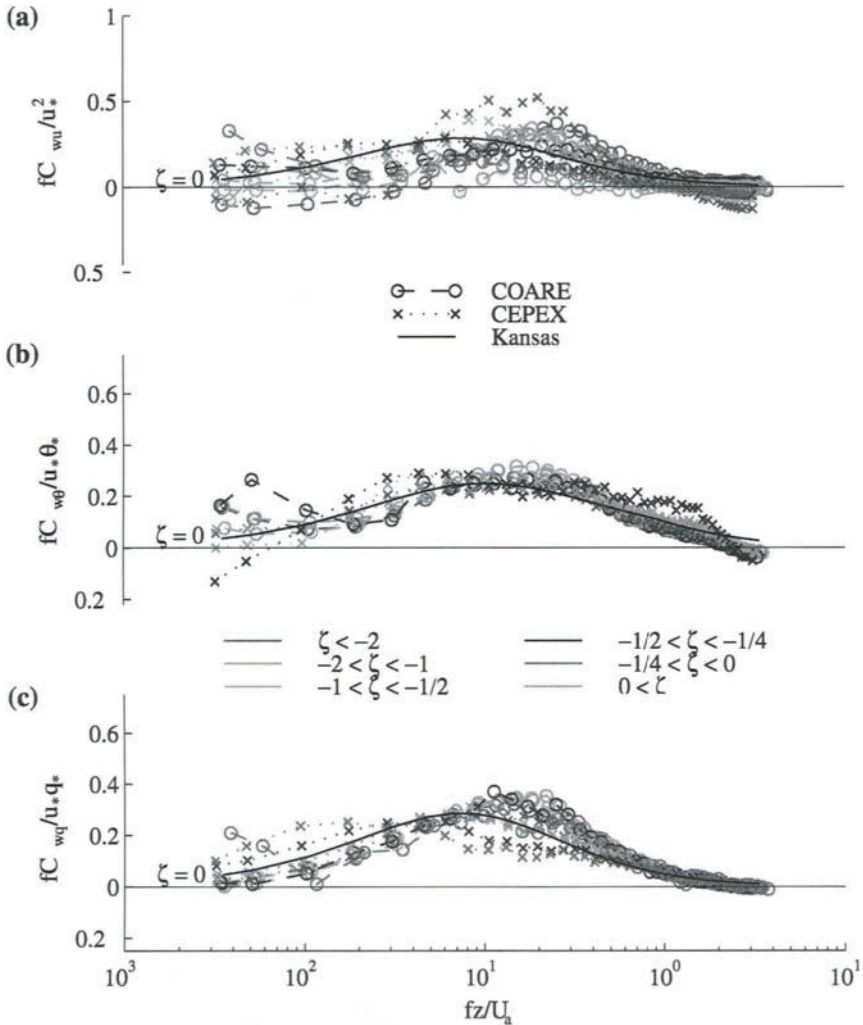 (a)
1
0.5
0
0.5
fC wu/u*²
ζ = 0
COARE
CEPEX
Kansas
(b)
0.6
0.4
0.2
0
0.2
fC wθ/u*θ*
ζ = 0
ζ < −2
−2 < ζ < −1
−1 < ζ < −1/2
−1/2 < ζ < −1/4
−1/4 < ζ < 0
0 < ζ
(c)
0.6
0.4
0.2
0
0.2
fC wq/u*q*
ζ = 0
10³ 10² 10¹ 10⁰ 10¹
fz/Uₐ